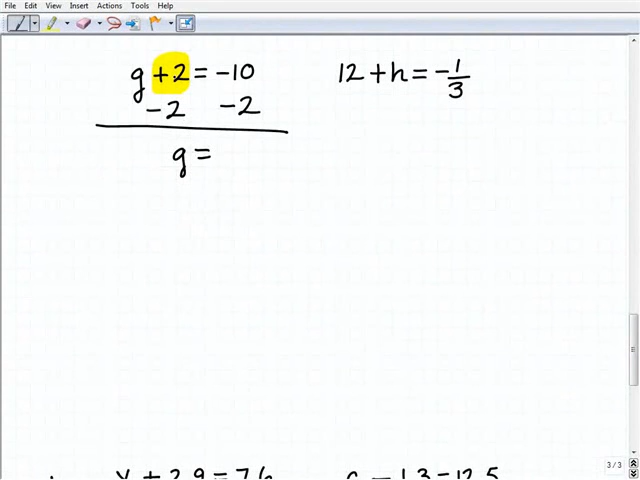 File Edit View Insert Actions Tools Help
g + 2 = -10
-2 -2
g =
12 + h = -1/3
3 / 3